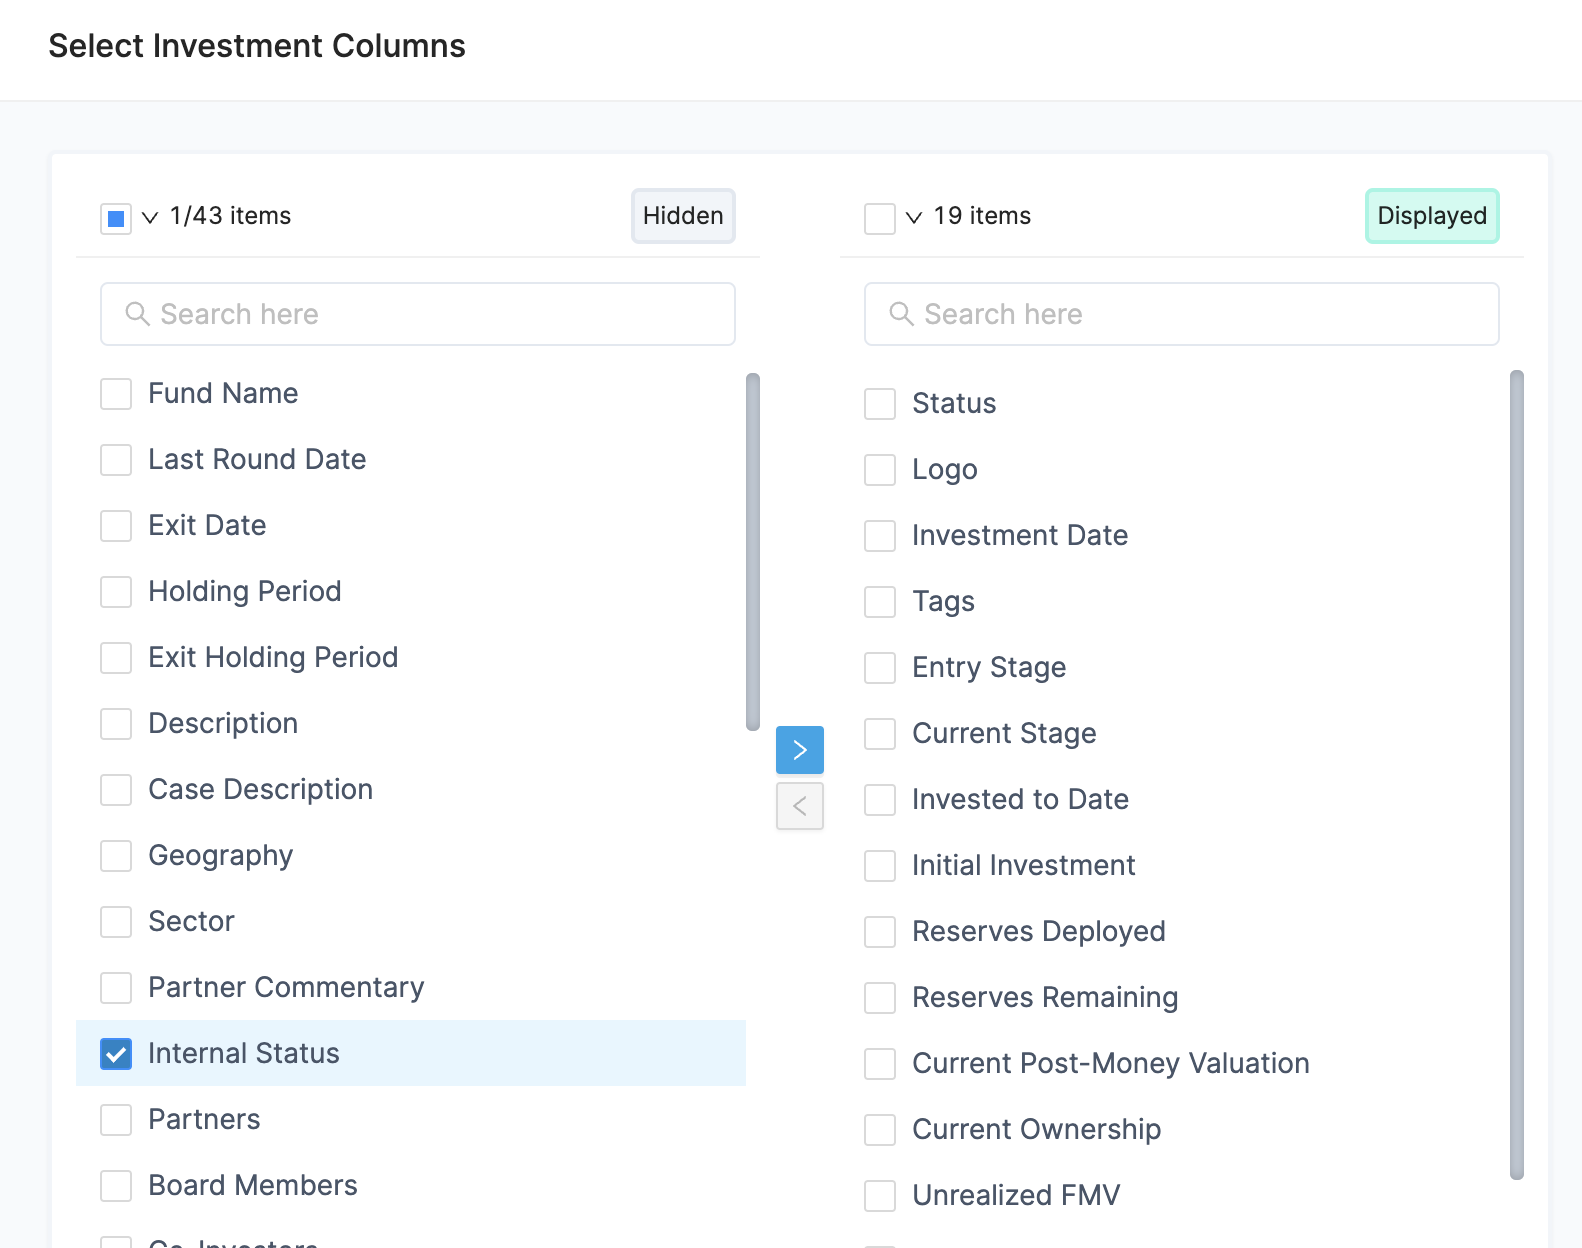 Select Investment Columns
1/43 items
Hidden
Search here
Fund Name
Last Round Date
Exit Date
Holding Period
Exit Holding Period
Description
Case Description
Geography
Sector
Partner Commentary
Internal Status
Partners
Board Members
Co-Investors
19 items
Displayed
Search here
Status
Logo
Investment Date
Tags
Entry Stage
Current Stage
Invested to Date
Initial Investment
Reserves Deployed
Reserves Remaining
Current Post-Money Valuation
Current Ownership
Unrealized FMV